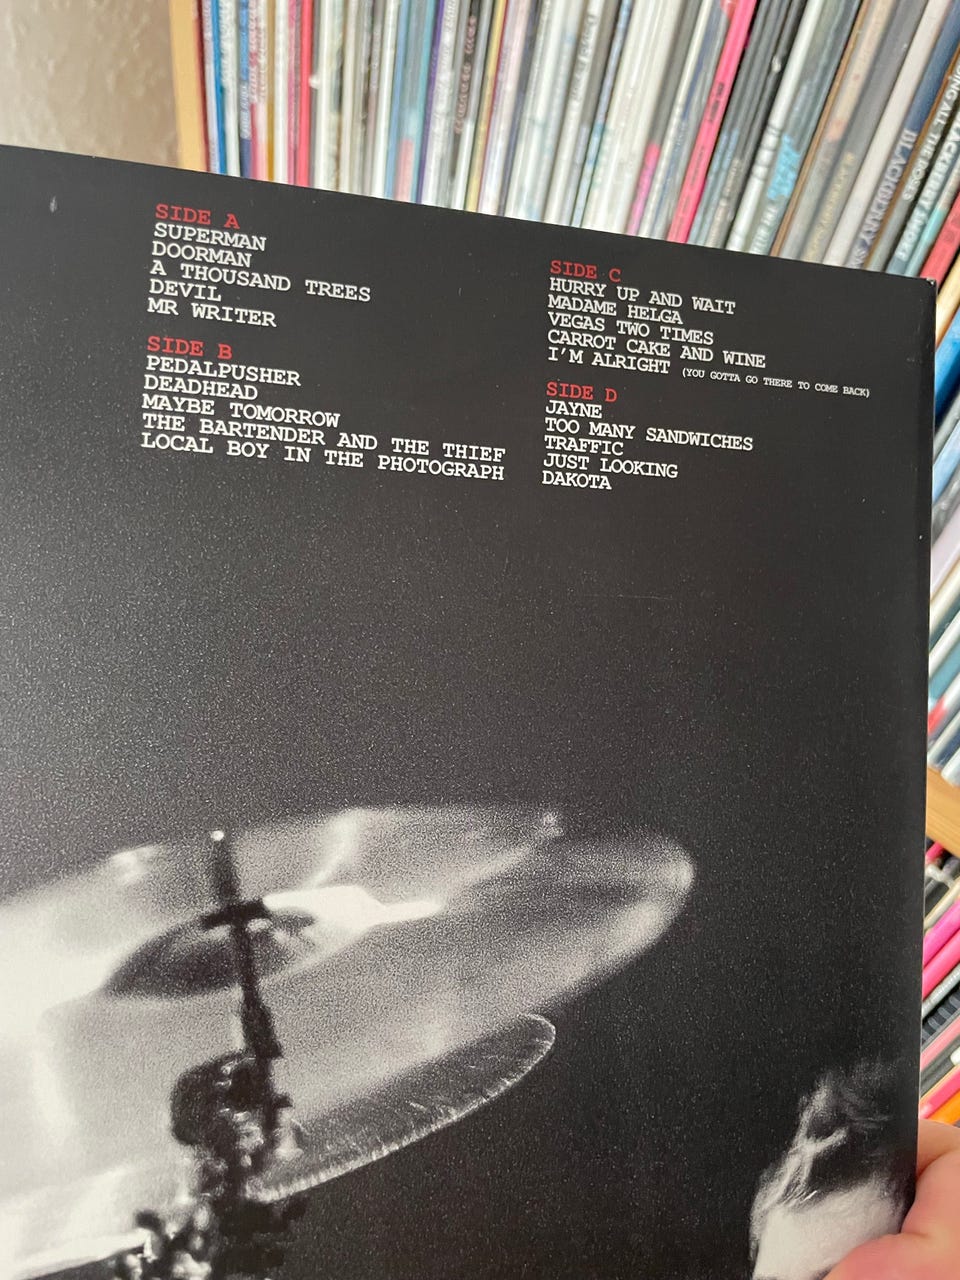 SIDE A
SUPERMAN
DOORMAN
A THOUSAND TREES
DEVIL
MR WRITER
SIDE B
PEDALPUSHER
DEADHEAD
MAYBE TOMORROW
THE BARTENDER AND THE THIEF
LOCAL BOY IN THE PHOTOGRAPH
SIDE C
HURRY UP AND WAIT
MADAME HELGA
VEGAS TWO TIMES
CARROT CAKE AND WINE
I'M ALRIGHT (YOU GOTTA GO THERE TO COME BACK)
SIDE D
JAYNE
TOO MANY SANDWICHES
TRAFFIC
JUST LOOKING
DAKOTA